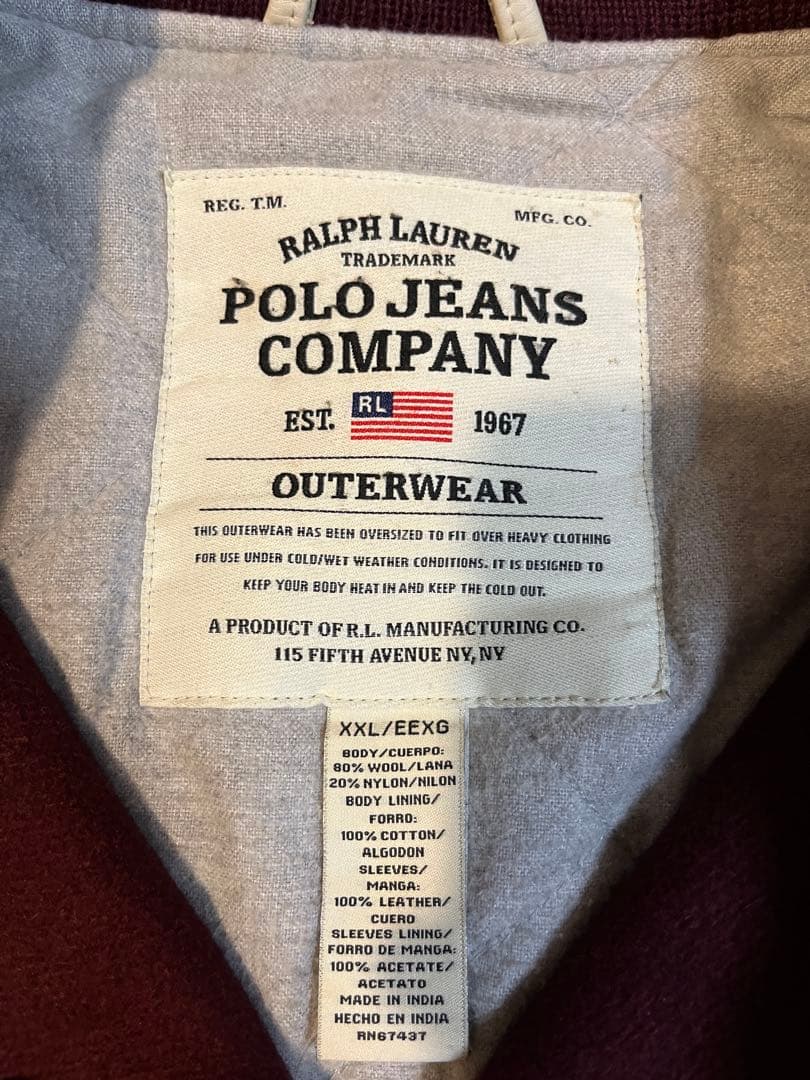 REG. T.M. MFG. CO.
RALPH LAUREN
TRADEMARK
POLO JEANS
COMPANY
EST. RL 1967
OUTERWEAR
THIS OUTERWEAR HAS BEEN OVERSIZED TO FIT OVER HEAVY CLOTHING
FOR USE UNDER COLD/WET WEATHER CONDITIONS. IT IS DESIGNED TO
KEEP YOUR BODY HEAT IN AND KEEP THE COLD OUT.
A PRODUCT OF R.L. MANUFACTURING CO.
115 FIFTH AVENUE NY, NY
XXL/EEXG
BODY/CUERPO:
80% WOOL/LANA
20% NYLON/NILON
BODY LINING/
FORRO:
100% COTTON/
ALGODON
SLEEVES/
MANGA:
100% LEATHER/
CUERO
SLEEVES LINING/
FORRO DE MANGA:
100% ACETATE/
ACETATO
MADE IN INDIA
HECHO EN INDIA
RN67437